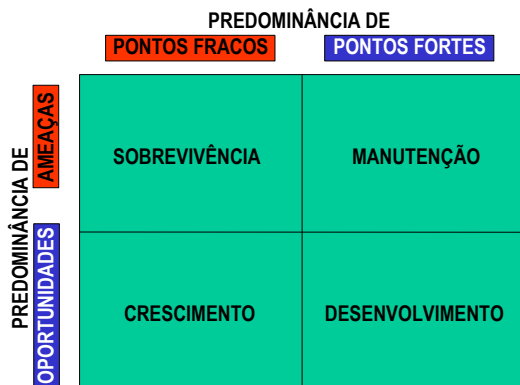 PREDOMINÂNCIA DE
PONTOS FRACOS PONTOS FORTES
PREDOMINÂNCIA DE
AMEAÇAS
SOBREVIVÊNCIA MANUTENÇÃO
OPORTUNIDADES
CRESCIMENTO DESENVOLVIMENTO